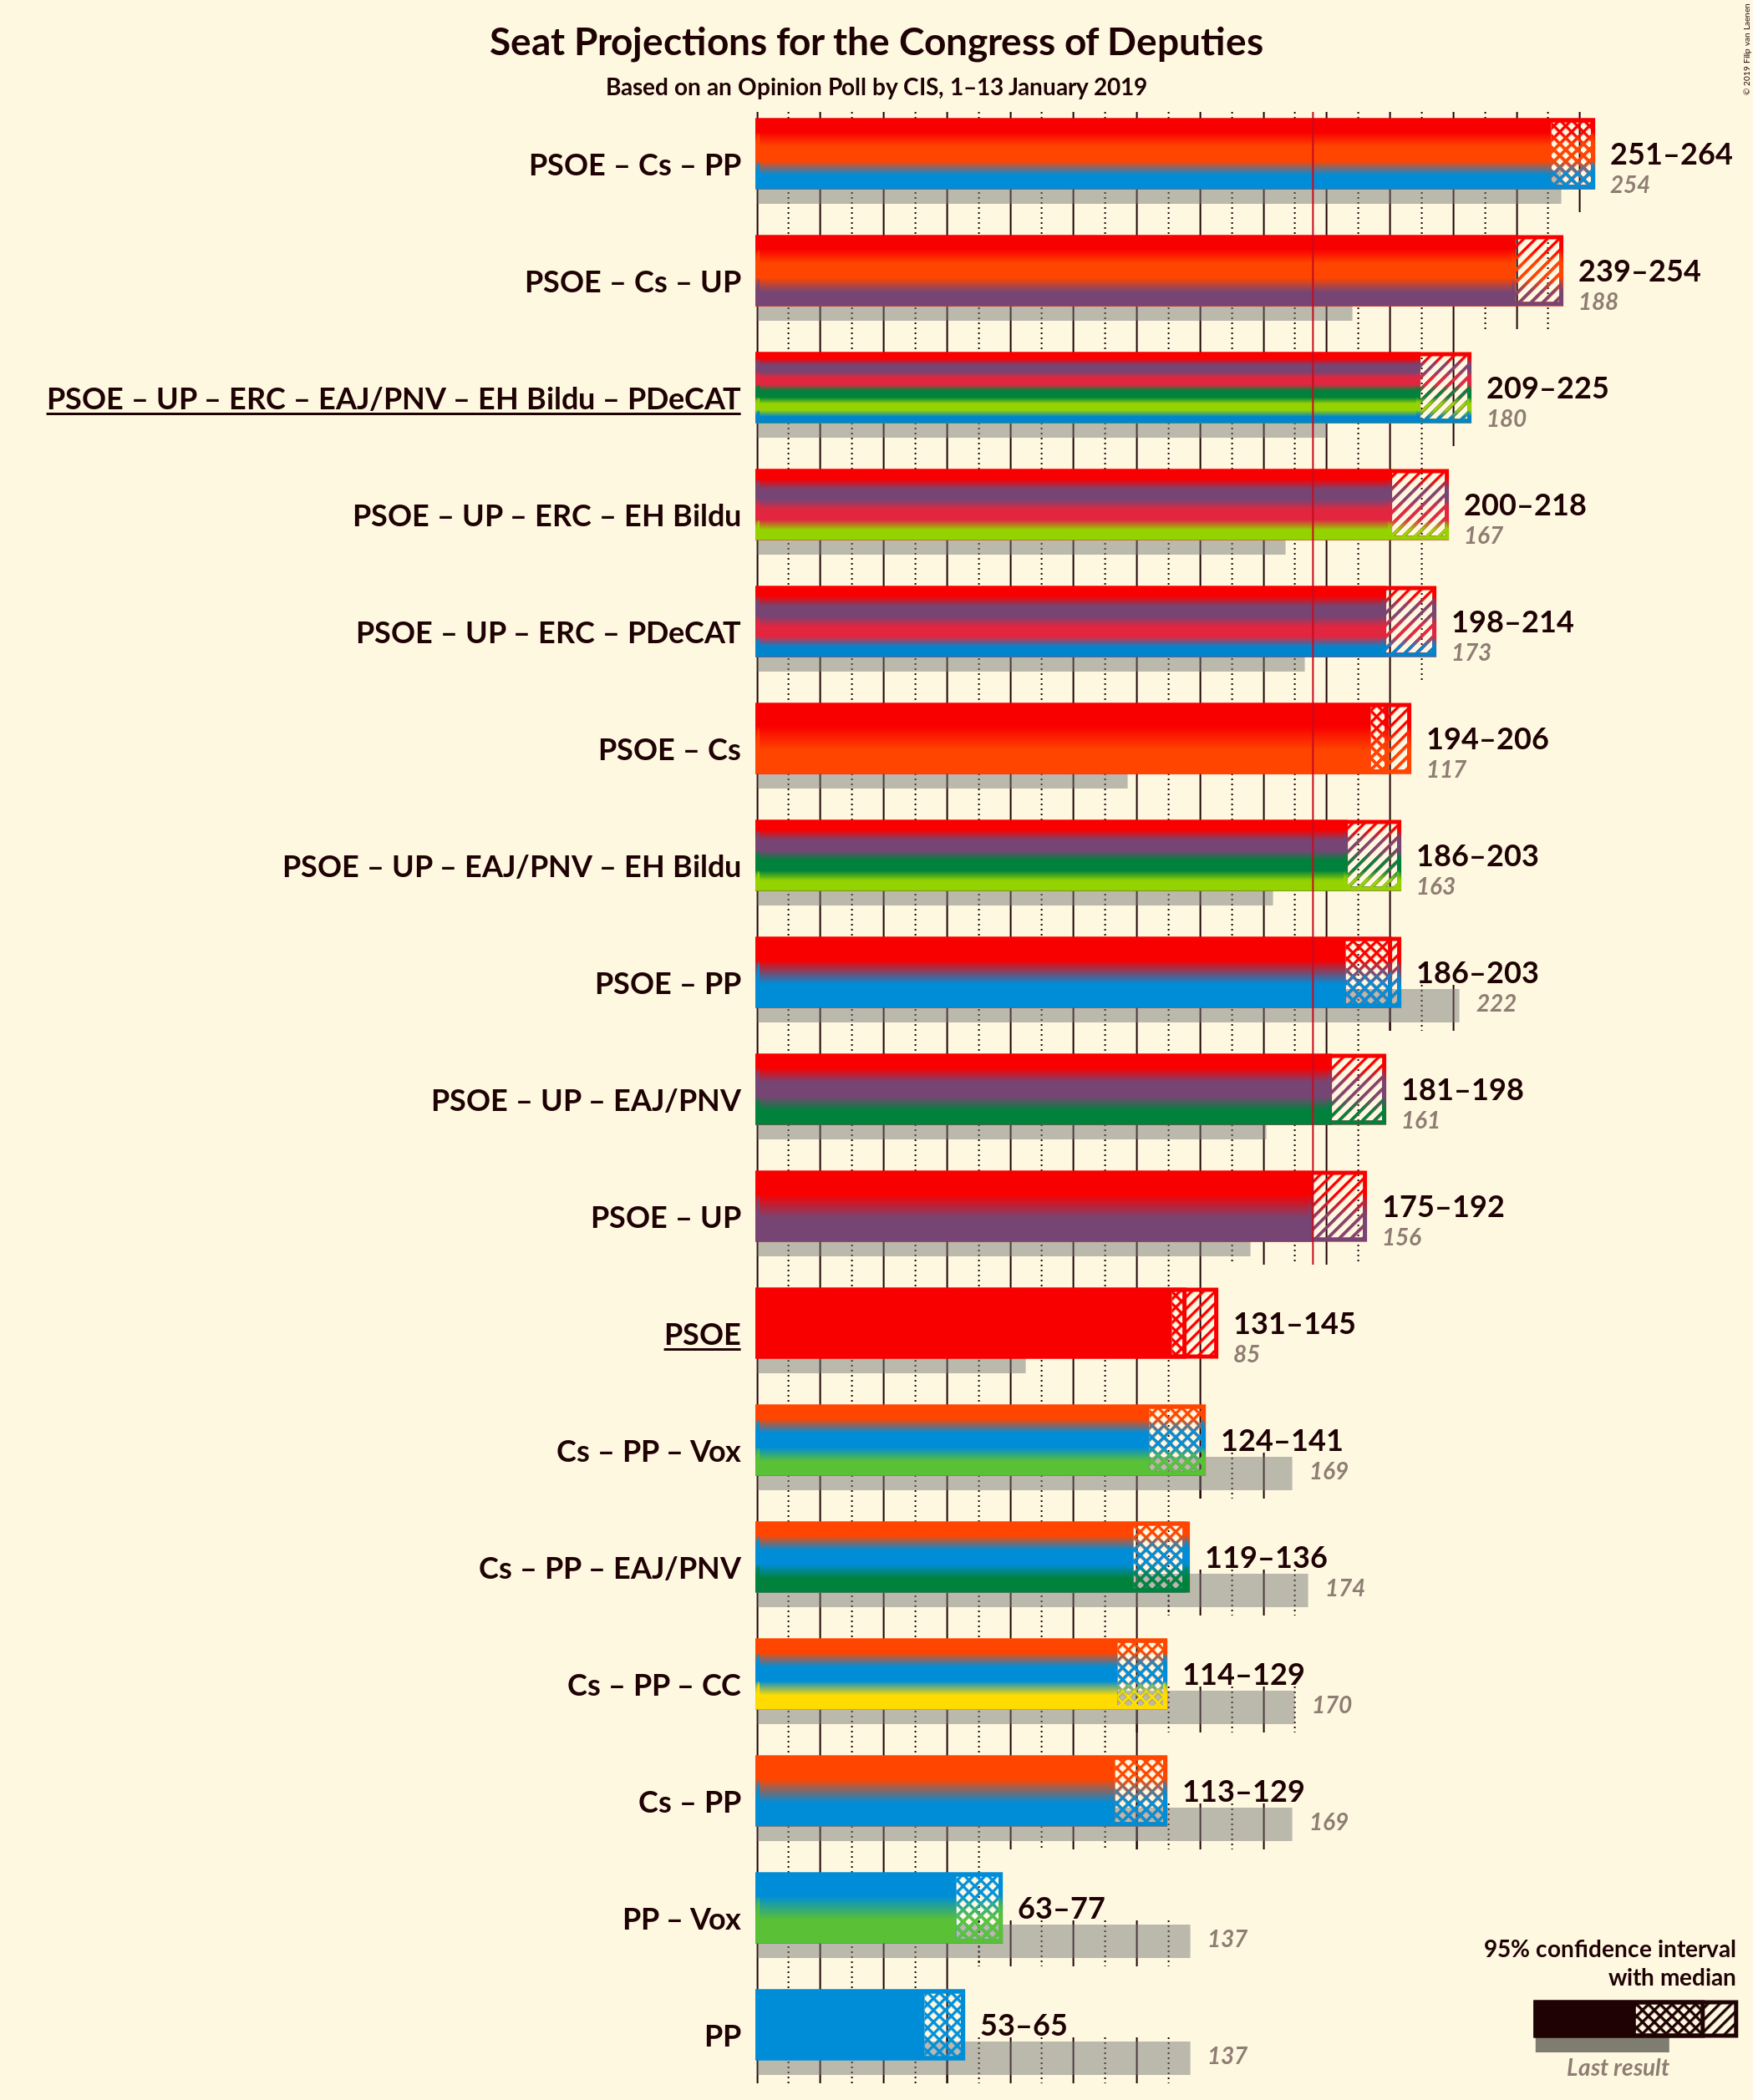 © 2019 Filip van Laenen
Seat Projections for the Congress of Deputies
Based on an Opinion Poll by CIS, 1–13 January 2019
PSOE – Cs – PP 251–264
254
PSOE – Cs – UP 239–254
188
PSOE – UP – ERC – EAJ/PNV – EH Bildu – PDeCAT 209–225
180
PSOE – UP – ERC – EH Bildu 200–218
167
PSOE – UP – ERC – PDeCAT 198–214
173
PSOE – Cs 194–206
117
PSOE – UP – EAJ/PNV – EH Bildu 186–203
163
PSOE – PP 186–203
222
PSOE – UP – EAJ/PNV 181–198
161
PSOE – UP 175–192
156
PSOE 131–145
85
Cs – PP – Vox 124–141
169
Cs – PP – EAJ/PNV 119–136
174
Cs – PP – CC 114–129
170
Cs – PP 113–129
169
PP – Vox 63–77
137
PP 53–65
137
95% confidence interval
with median
Last result